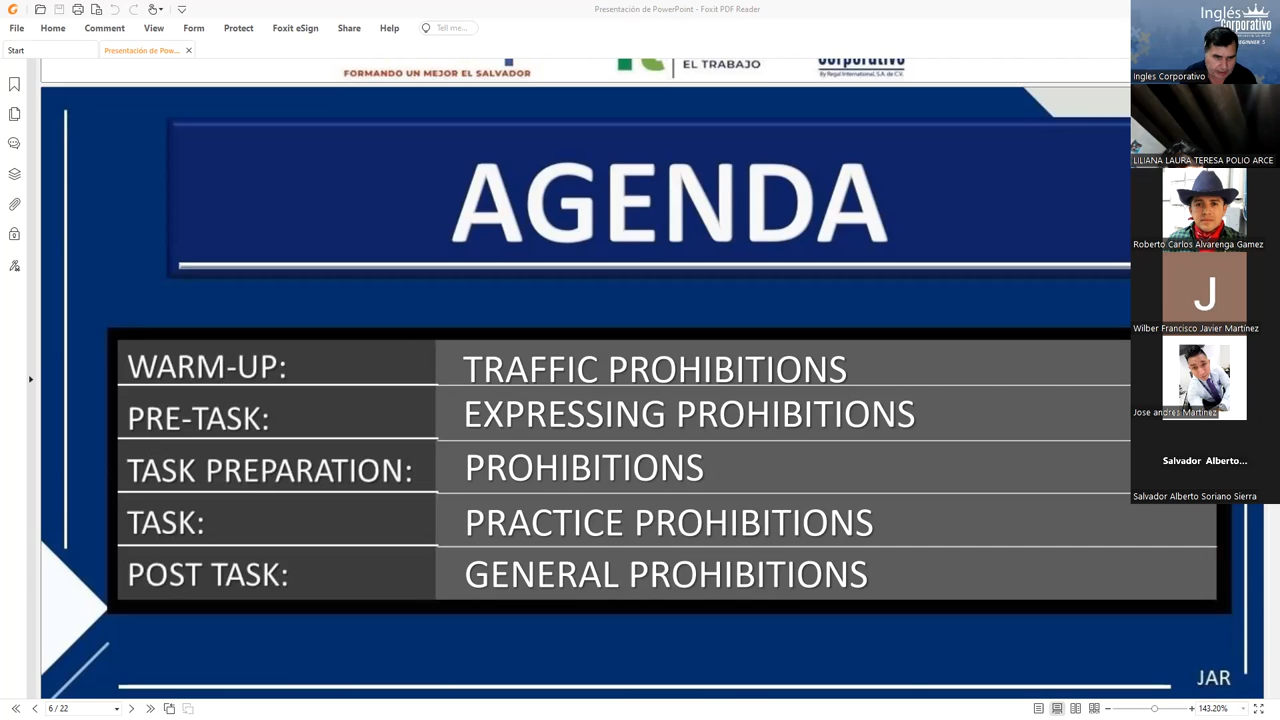 Presentación de PowerPoint - Foxit PDF Reader
File Home Comment View Form Protect Foxit eSign Share Help Tell me...
Start Presentación de Pow...
FORMANDO UN MEJOR EL SALVADOR
EL TRABAJO
Corporativo
By Regal International, S.A. de C.V.
AGENDA
WARM-UP: TRAFFIC PROHIBITIONS
PRE-TASK: EXPRESSING PROHIBITIONS
TASK PREPARATION: PROHIBITIONS
TASK: PRACTICE PROHIBITIONS
POST TASK: GENERAL PROHIBITIONS
JAR
Inglés
Corporativo
BEGINNER 5
Ingles Corporativo
LILIANA LAURA TERESA POLIO ARCE
Roberto Carlos Alvarenga Gamez
J
Wilber Francisco Javier Martínez
Jose andres Martinez
Salvador Alberto...
Salvador Alberto Soriano Sierra
6 / 22
143.20%